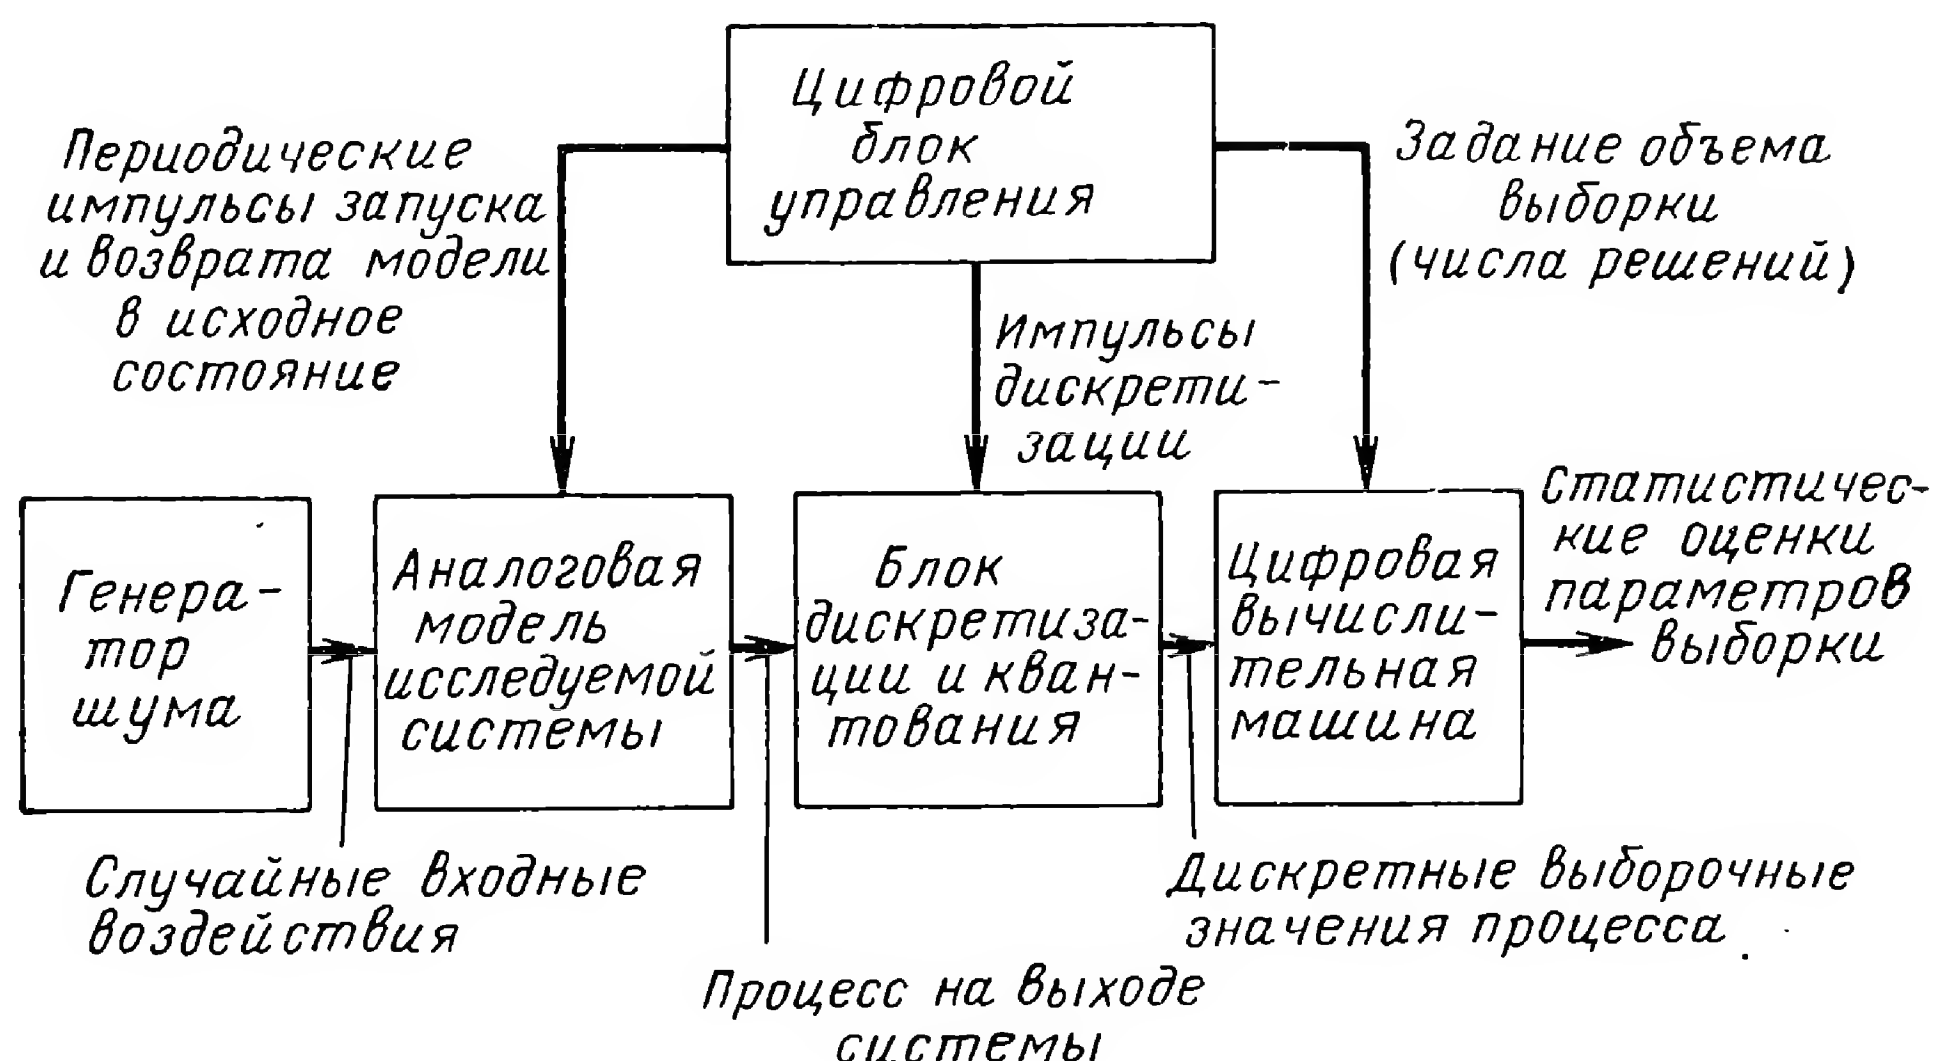 Цифровой
блок
управления
Периодические
импульсы запуска
и возврата модели
в исходное
состояние
Задание объема
выборки
(числа решений)
Импульсы
дискрети-
зации
Генера-
тор
шума
Аналоговая
модель
исследуемой
системы
Блок
дискретиза-
ции и кван-
тования
Цифровая
вычисли-
тельная
машина
Статистичес-
кие оценки
параметров
выборки
Случайные входные
воздействия
Процесс на выходе
системы
Дискретные выборочные
значения процесса